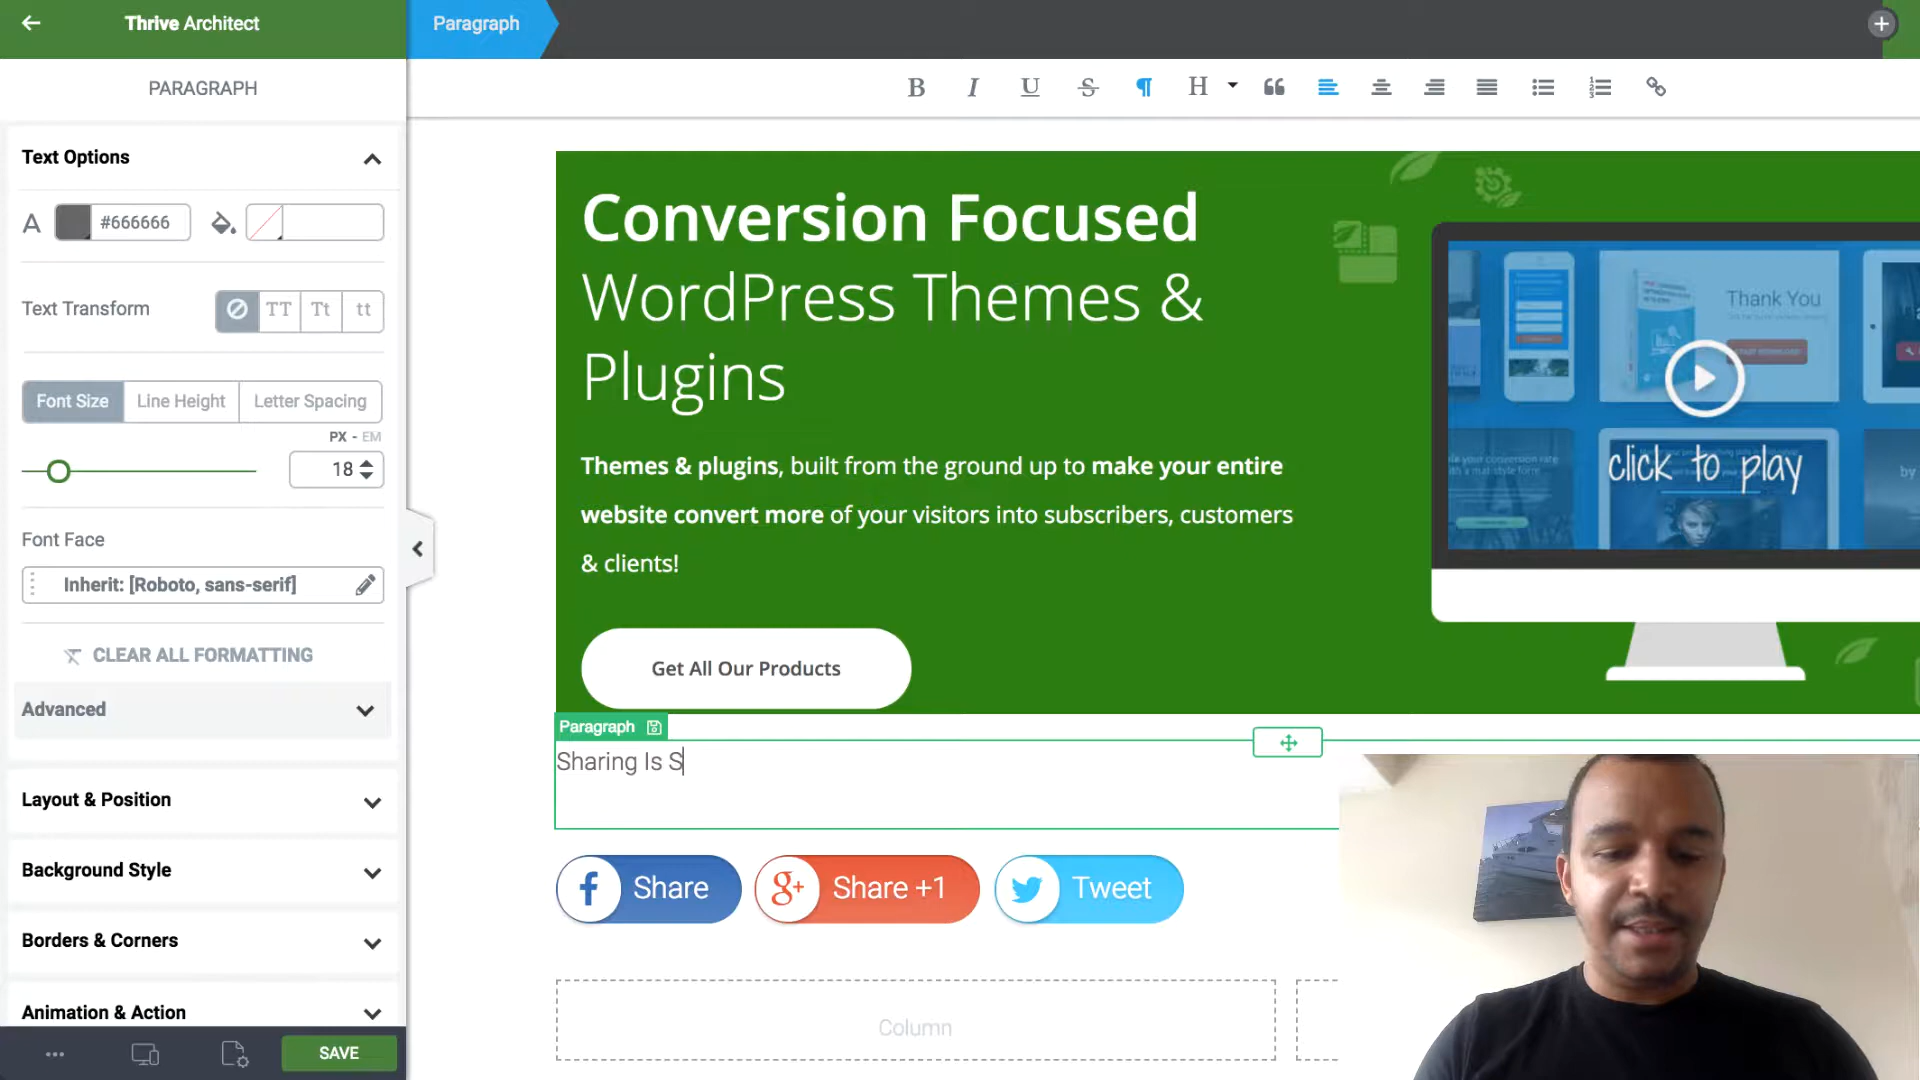 Thrive Architect
Paragraph
PARAGRAPH
B I U S ¶ H
Text Options
A #666666
Text Transform TT Tt tt
Font Size Line Height Letter Spacing
PX - EM
18
Font Face
Inherit: [Roboto, sans-serif]
CLEAR ALL FORMATTING
Advanced
Layout & Position
Background Style
Borders & Corners
Animation & Action
SAVE
Conversion Focused
WordPress Themes &
Plugins
Themes & plugins, built from the ground up to make your entire
website convert more of your visitors into subscribers, customers
& clients!
Get All Our Products
Thank You
click to play
by
Paragraph
Sharing Is S
Share
Share +1
Tweet
Column